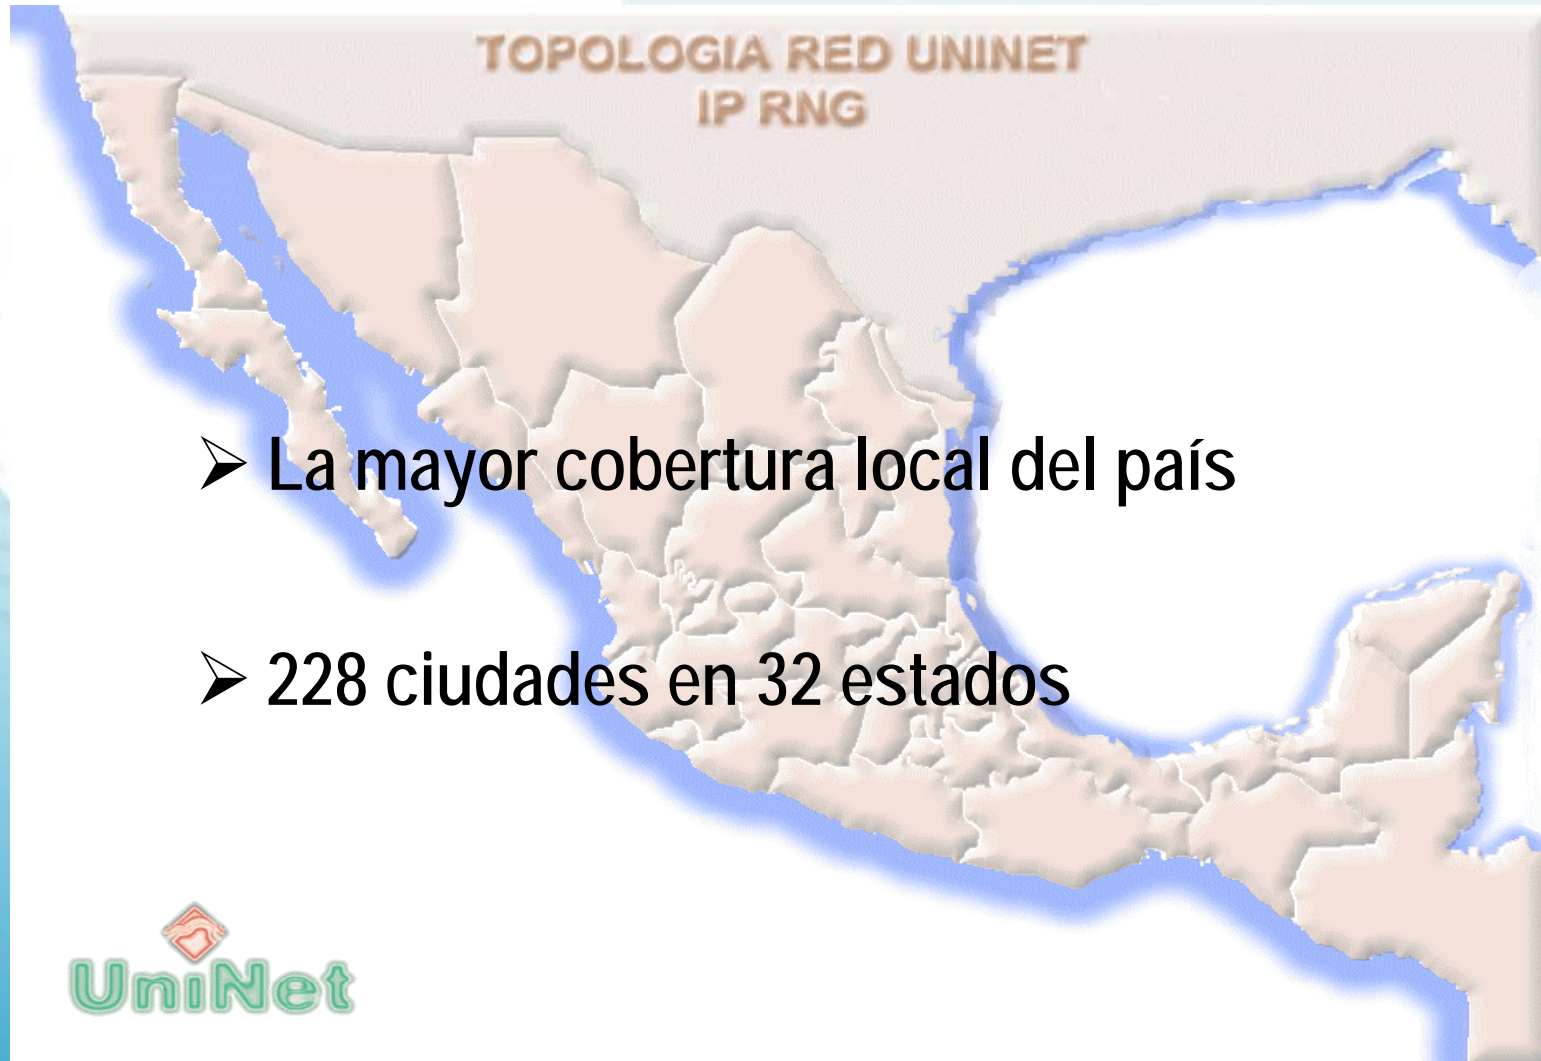 TOPOLOGIA RED UNINET
IP RNG
➢ La mayor cobertura local del país
➢ 228 ciudades en 32 estados
UniNet